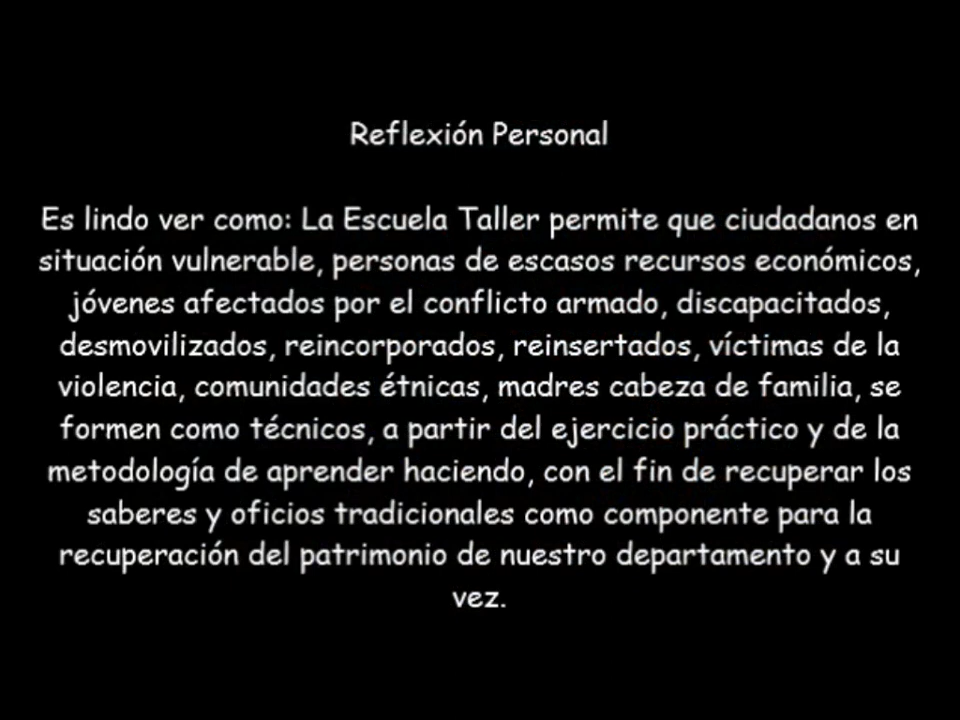 Reflexión Personal
Es lindo ver como: La Escuela Taller permite que ciudadanos en
situación vulnerable, personas de escasos recursos económicos,
jóvenes afectados por el conflicto armado, discapacitados,
desmovilizados, reincorporados, reinsertados, víctimas de la
violencia, comunidades étnicas, madres cabeza de familia, se
formen como técnicos, a partir del ejercicio práctico y de la
metodología de aprender haciendo, con el fin de recuperar los
saberes y oficios tradicionales como componente para la
recuperación del patrimonio de nuestro departamento y a su
vez.